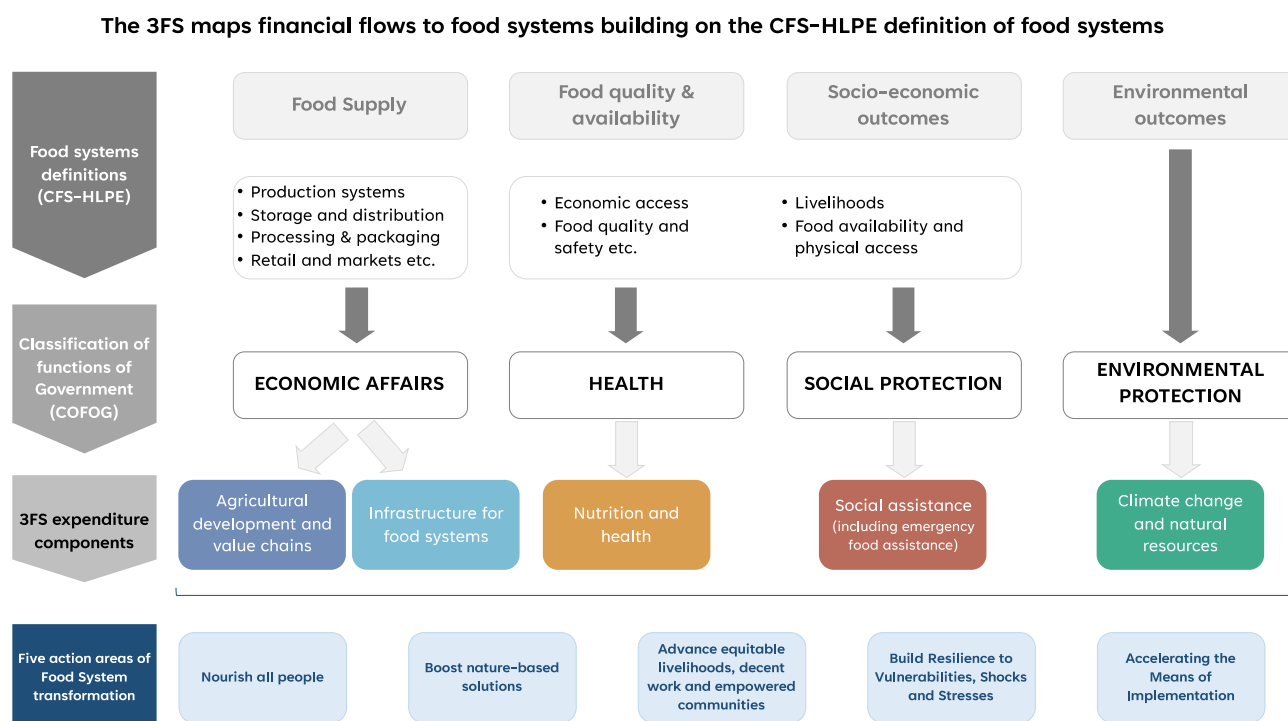 The 3FS maps financial flows to food systems building on the CFS-HLPE definition of food systems
Food systems
definitions
(CFS-HLPE)
Food Supply
Food quality &
availability
Socio-economic
outcomes
Environmental
outcomes
• Production systems
• Storage and distribution
• Processing & packaging
• Retail and markets etc.
• Economic access
• Food quality and
safety etc.
• Livelihoods
• Food availability and
physical access
Classification of
functions of
Government
(COFOG)
ECONOMIC AFFAIRS
HEALTH
SOCIAL PROTECTION
ENVIRONMENTAL
PROTECTION
3FS expenditure
components
Agricultural
development and
value chains
Infrastructure for
food systems
Nutrition and
health
Social assistance
(including emergency
food assistance)
Climate change
and natural
resources
Five action areas of
Food System
transformation
Nourish all people
Boost nature-based
solutions
Advance equitable
livelihoods, decent
work and empowered
communities
Build Resilience to
Vulnerabilities, Shocks
and Stresses
Accelerating the
Means of
Implementation